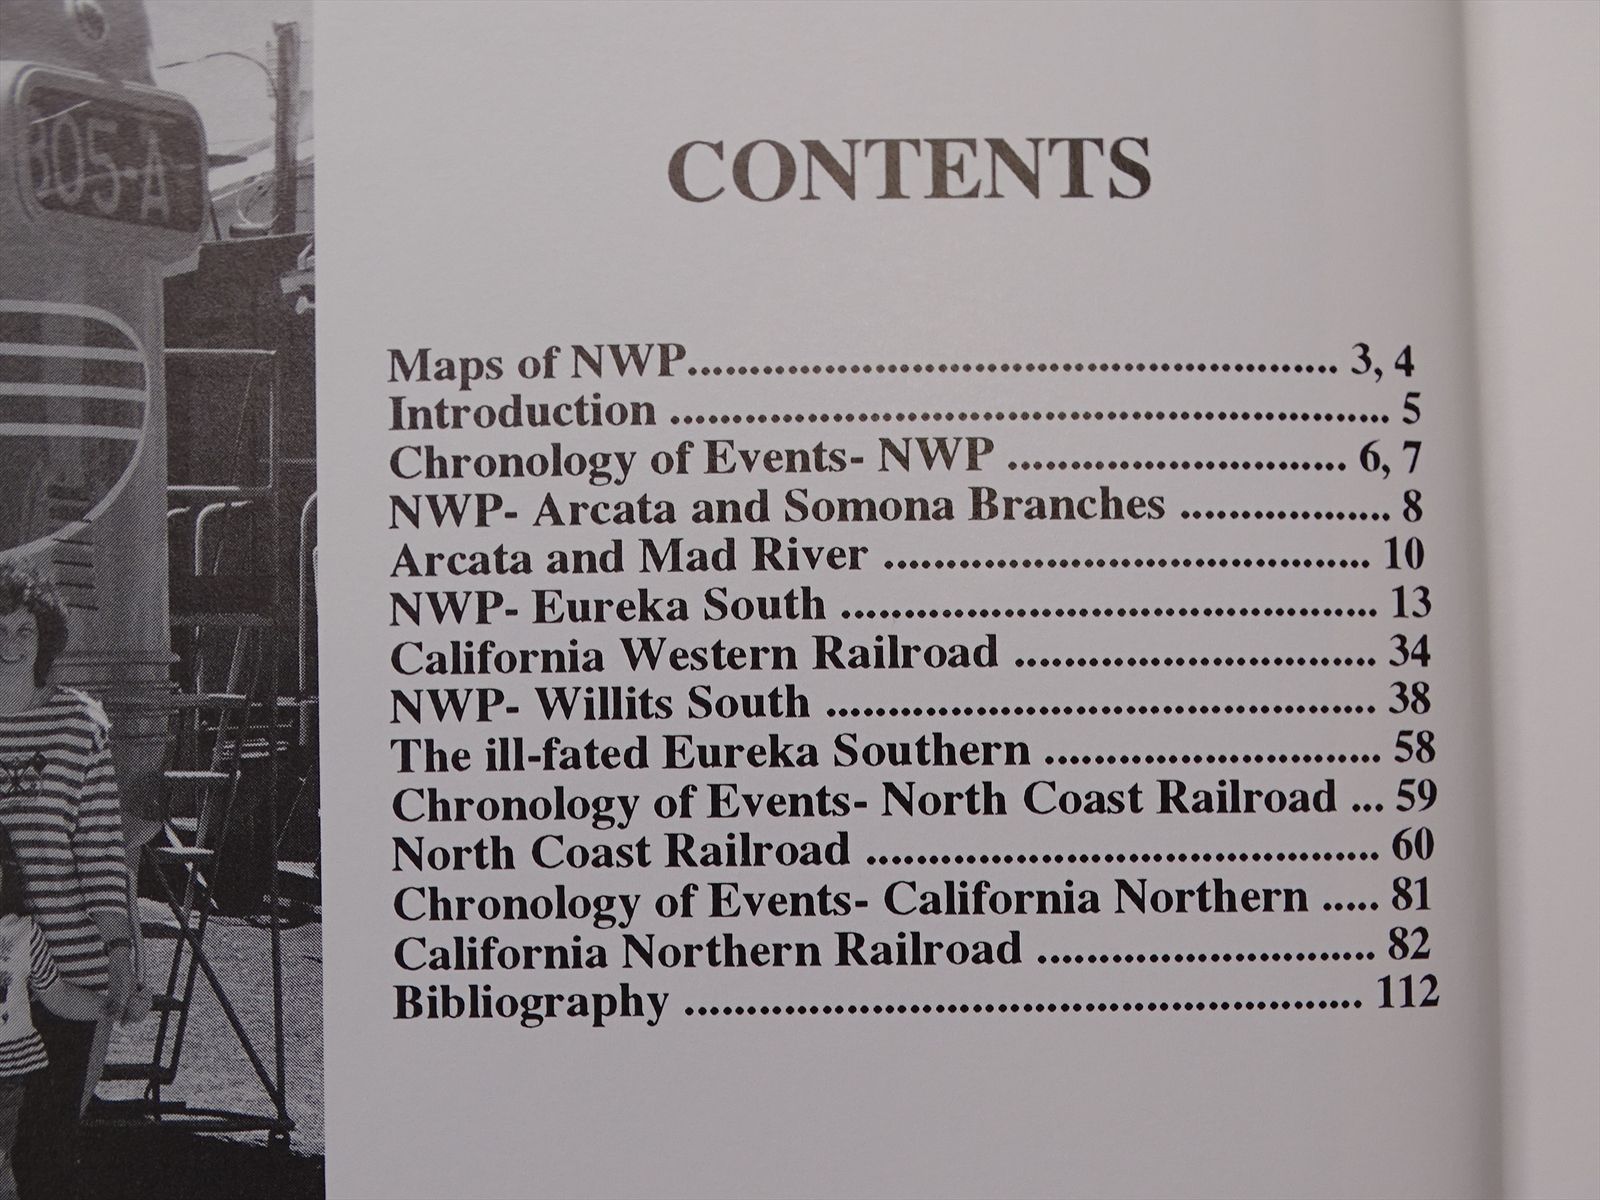 805-A
CONTENTS
Maps of NWP.................................................... 3, 4
Introduction .......................................................... 5
Chronology of Events- NWP ........................... 6, 7
NWP- Arcata and Somona Branches ................. 8
Arcata and Mad River ....................................... 10
NWP- Eureka South ........................................... 13
California Western Railroad ............................. 34
NWP- Willits South ............................................ 38
The ill-fated Eureka Southern ........................... 58
Chronology of Events- North Coast Railroad ... 59
North Coast Railroad ......................................... 60
Chronology of Events- California Northern ..... 81
California Northern Railroad ........................... 82
Bibliography ...................................................... 112